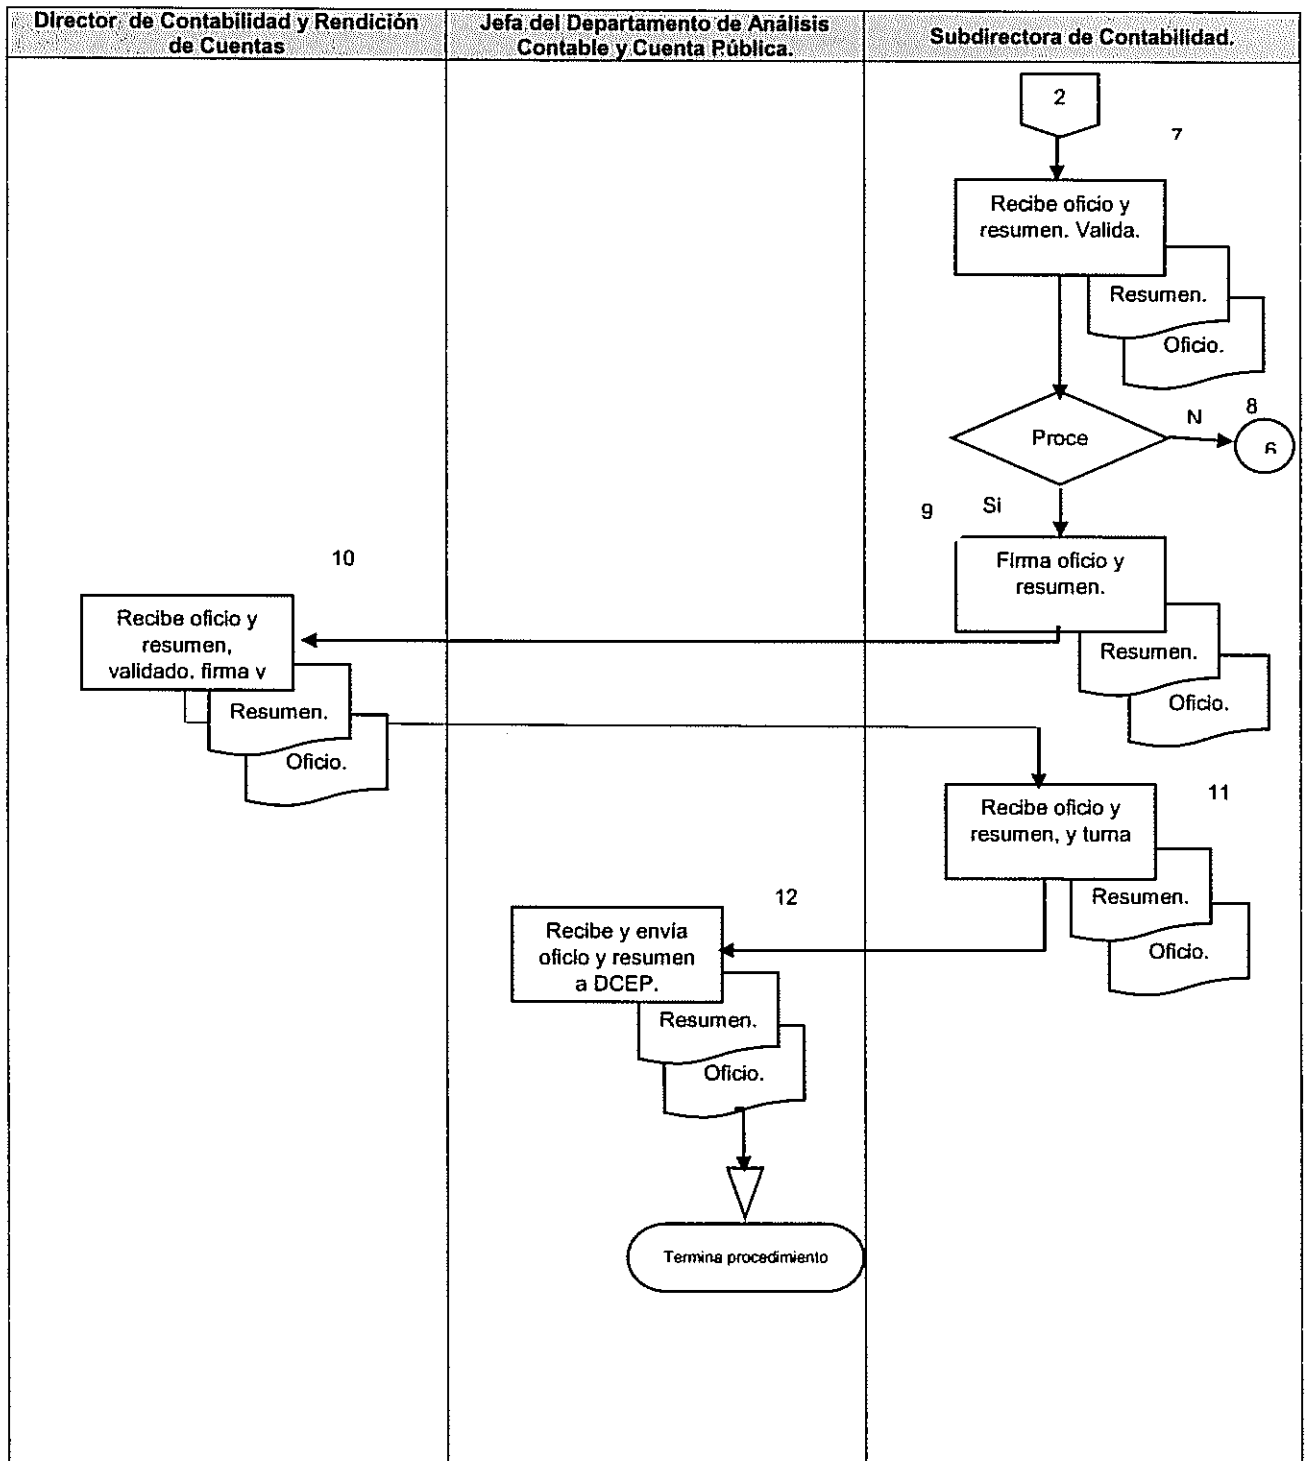 Director de Contabilidad y Rendición
de Cuentas
Jefa del Departamento de Análisis
Contable y Cuenta Pública.
Subdirectora de Contabilidad.
2
7
Recibe oficio y
resumen. Valida.
Resumen.
Oficio.
Proce
N
8
6
9
Si
Firma oficio y
resumen.
Resumen.
Oficio.
10
Recibe oficio y
resumen,
validado. firma y
Resumen.
Oficio.
11
Recibe oficio y
resumen, y turna
Resumen.
Oficio.
12
Recibe y envía
oficio y resumen
a DCEP.
Resumen.
Oficio.
Termina procedimiento